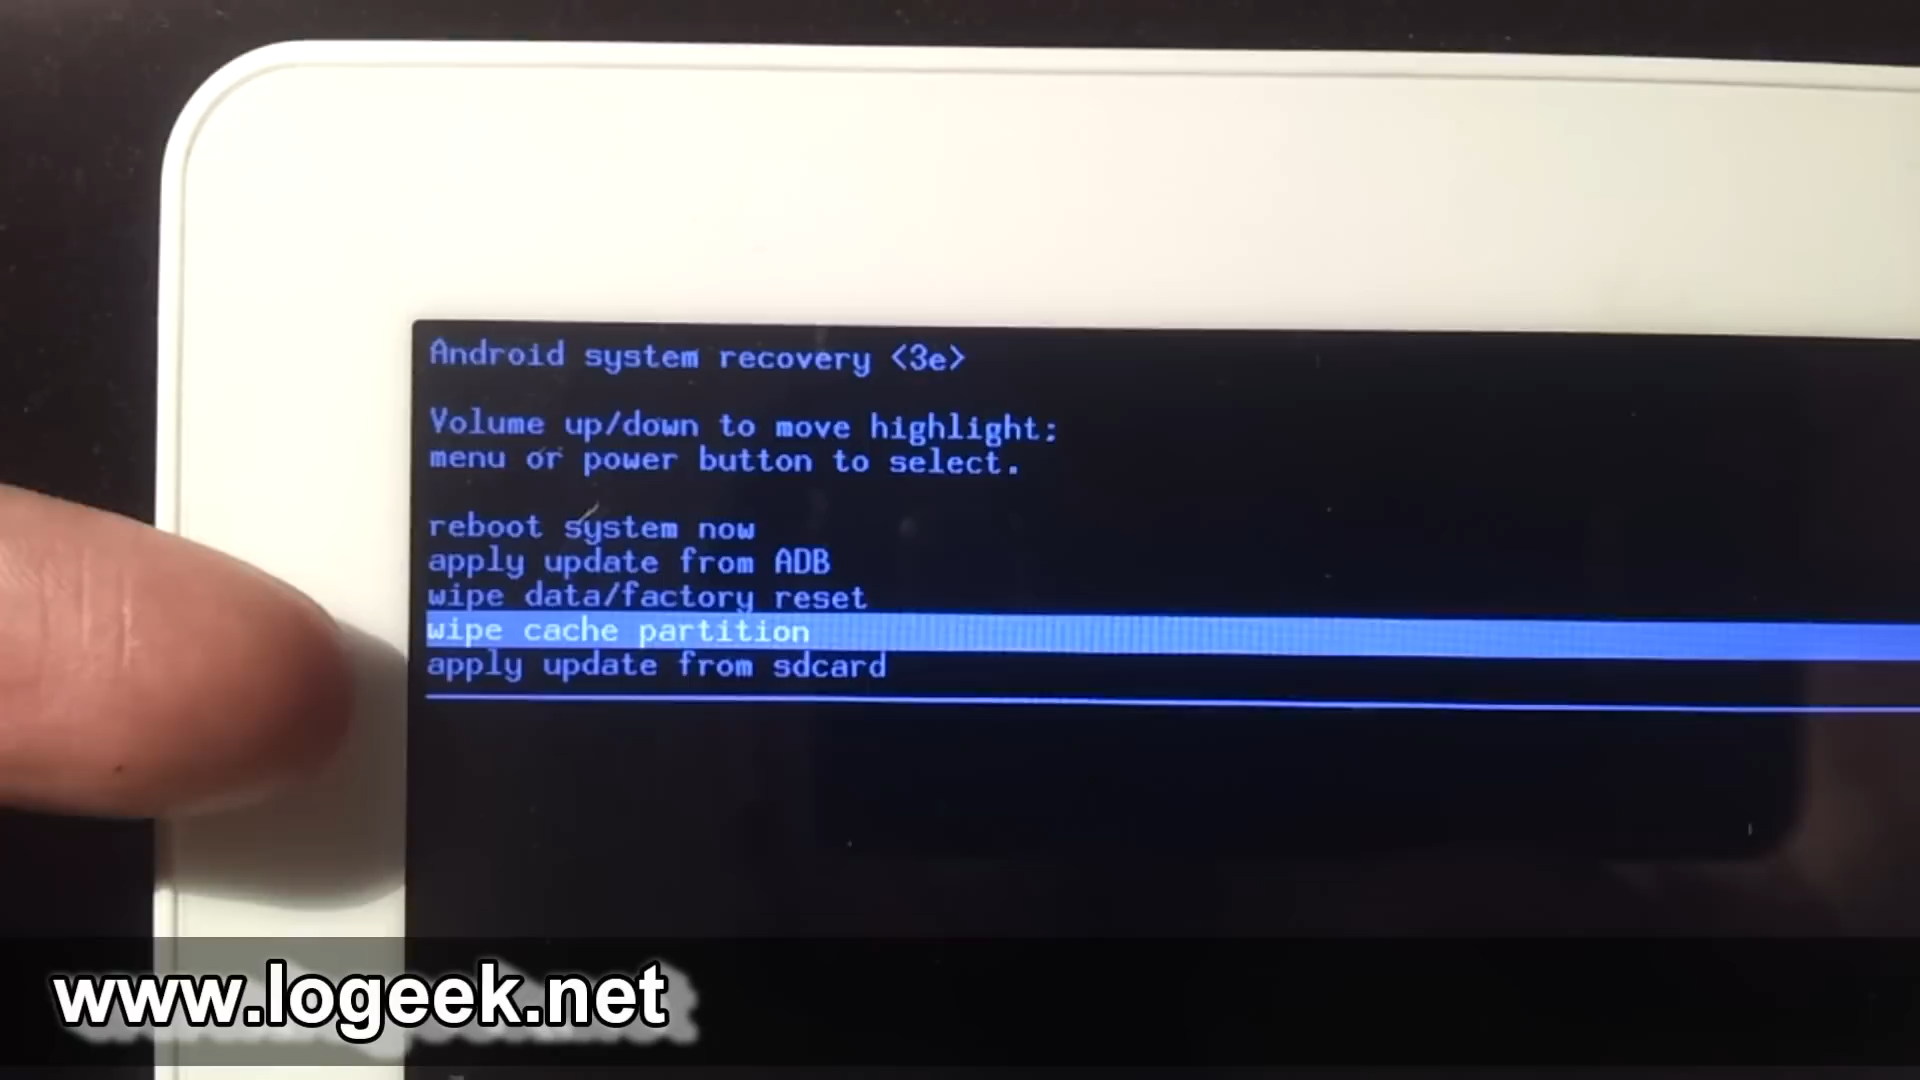 Android system recovery <3e>
Volume up/down to move highlight;
menu or power button to select.
reboot system now
apply update from ADB
wipe data/factory reset
wipe cache partition
apply update from sdcard
www.logeek.net